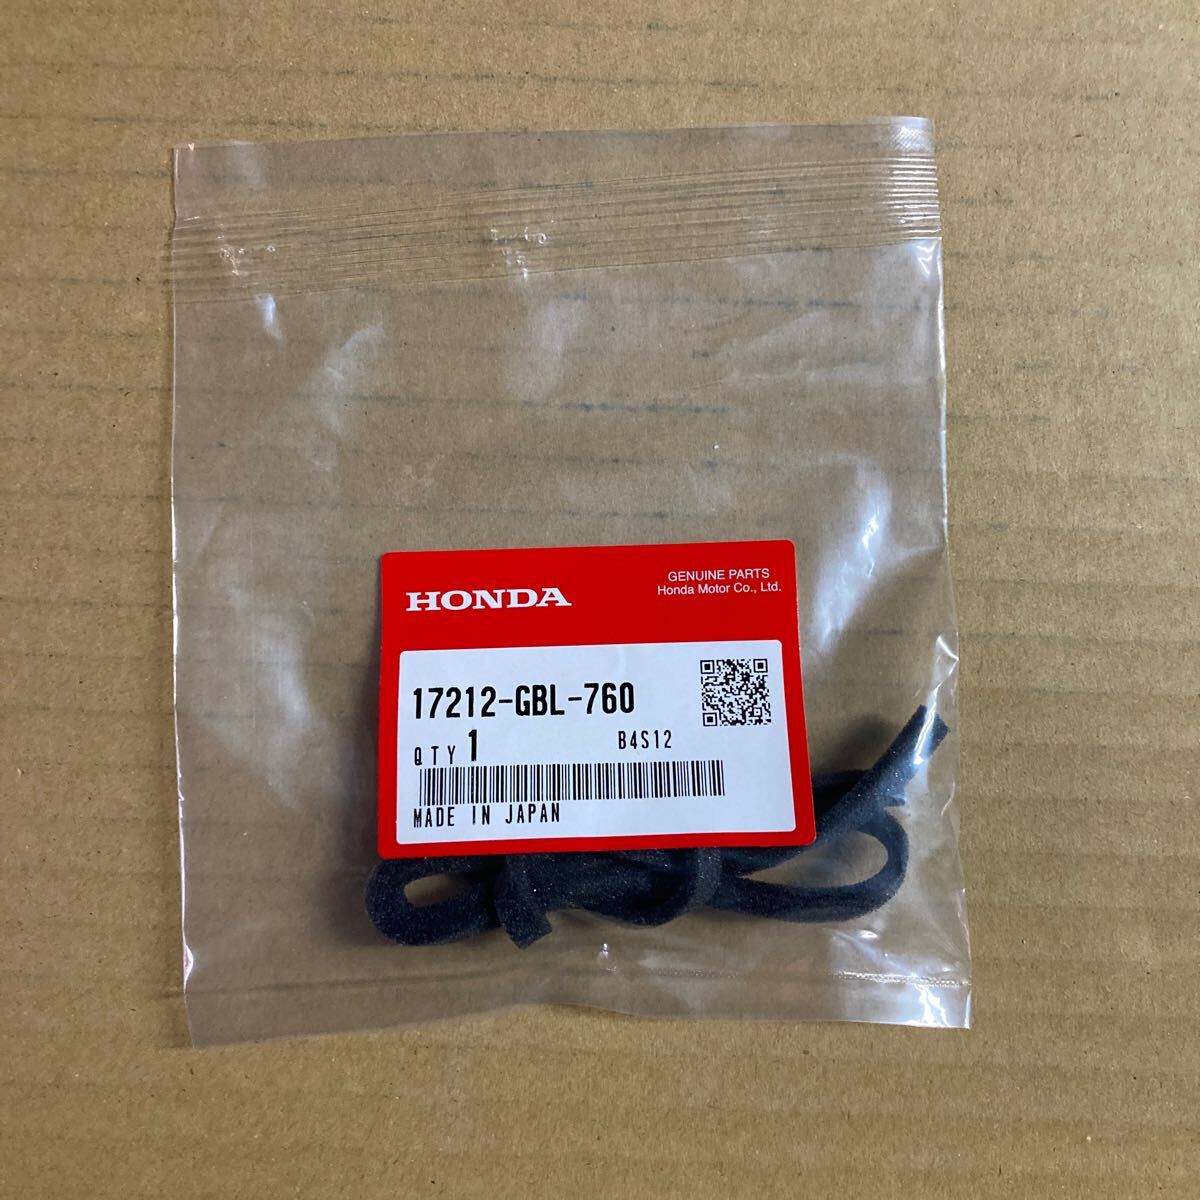 HONDA
GENUINE PARTS
Honda Motor Co., Ltd.
17212-GBL-760
QTY 1
B4S12
MADE IN JAPAN